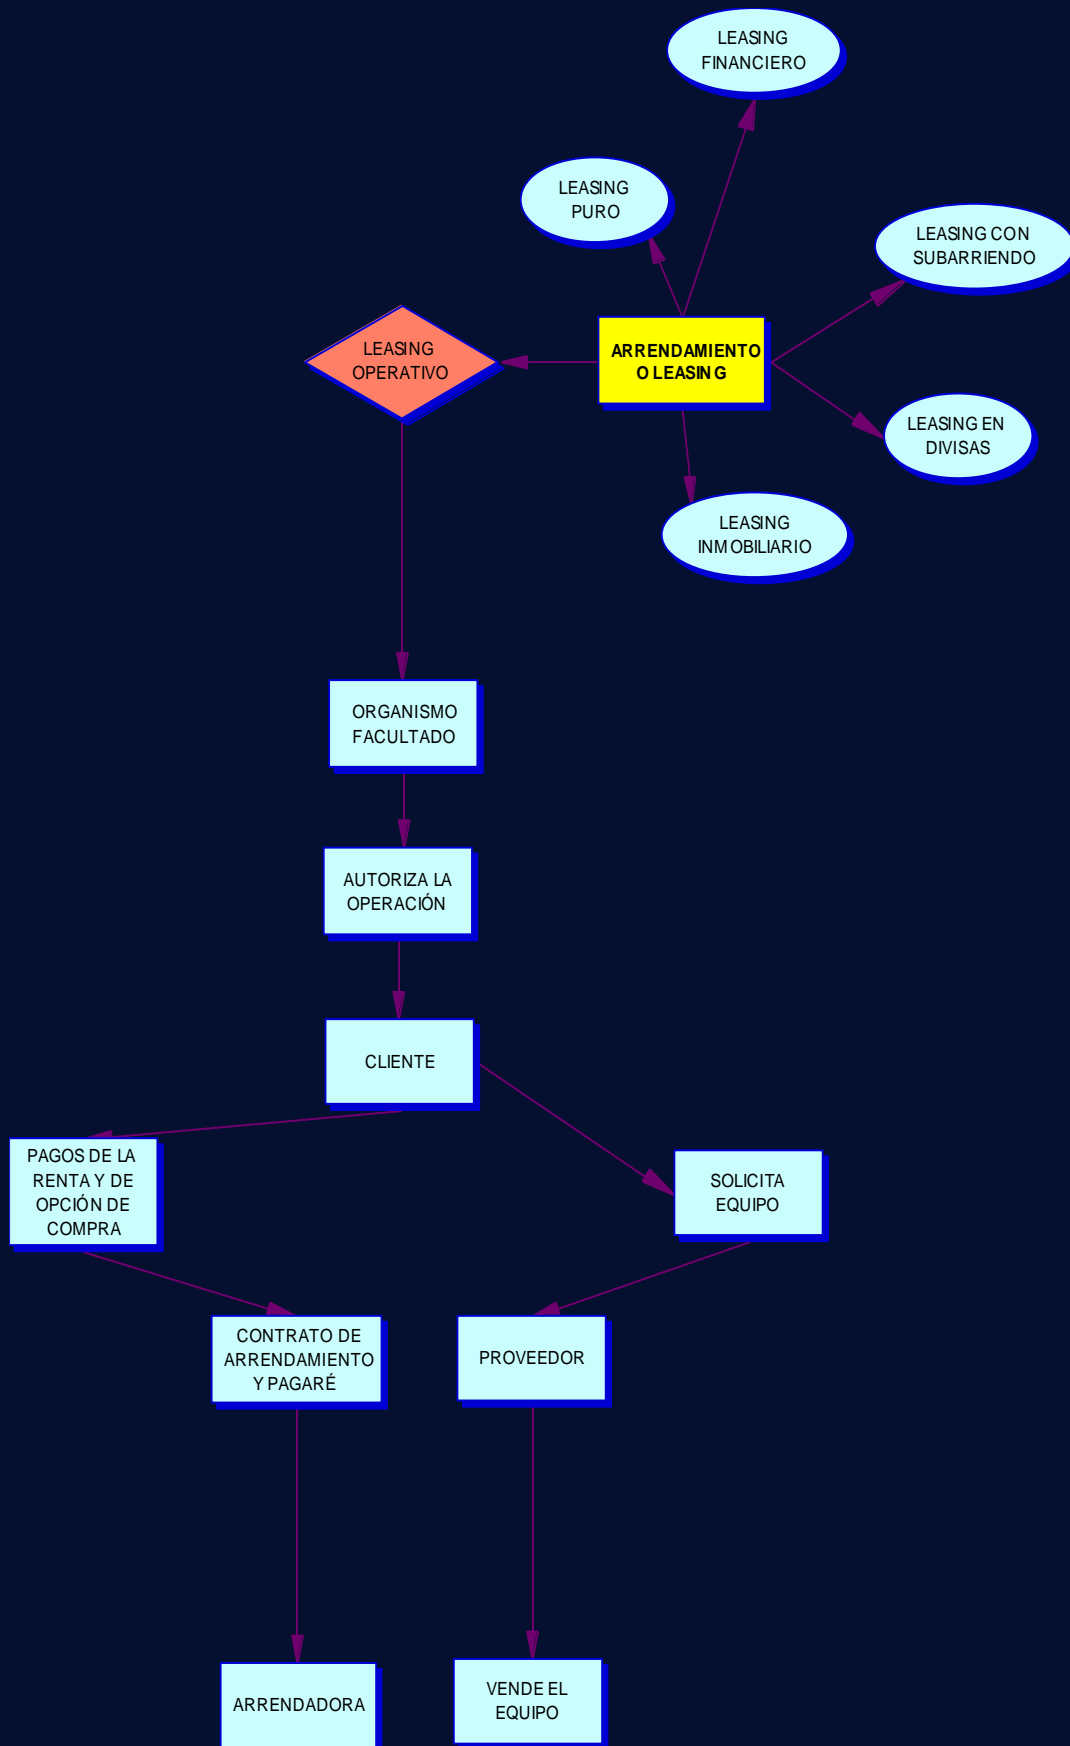 LEASING
FINANCIERO
LEASING
PURO
LEASING CON
SUBARRIENDO
LEASING
OPERATIVO
ARRENDAMIENTO
O LEASING
LEASING EN
DIVISAS
LEASING
INMOBILIARIO
ORGANISMO
FACULTADO
AUTORIZA LA
OPERACIÓN
CLIENTE
PAGOS DE LA
RENTA Y DE
OPCIÓN DE
COMPRA
SOLICITA
EQUIPO
CONTRATO DE
ARRENDAMIENTO
Y PAGARÉ
PROVEEDOR
ARRENDADORA
VENDE EL
EQUIPO